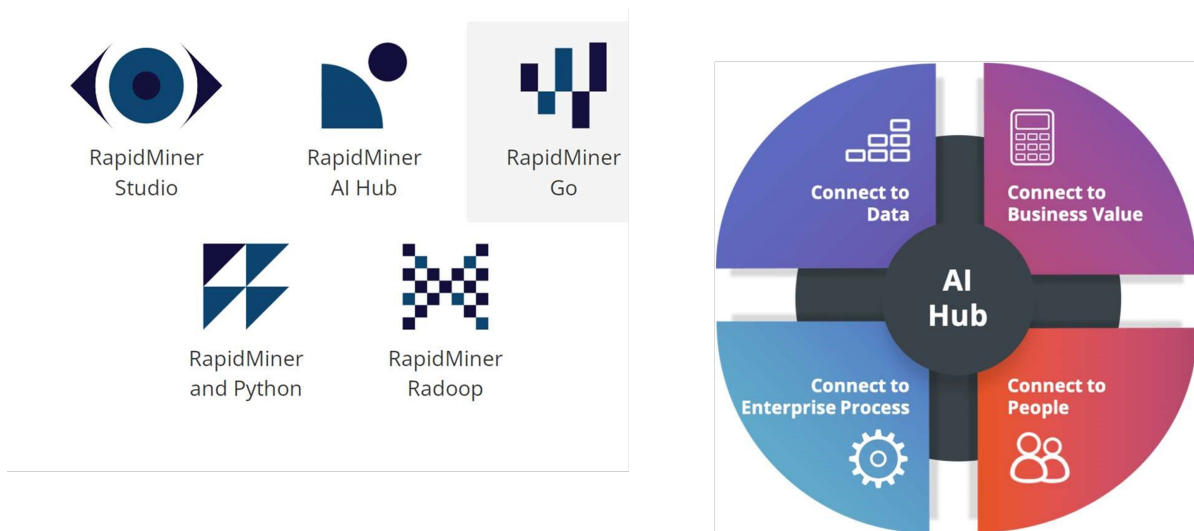 RapidMiner
Studio
RapidMiner
AI Hub
RapidMiner
Go
RapidMiner
and Python
RapidMiner
Radoop
Connect to
Data
Connect to
Business Value
AI
Hub
Connect to
Enterprise Process
Connect to
People